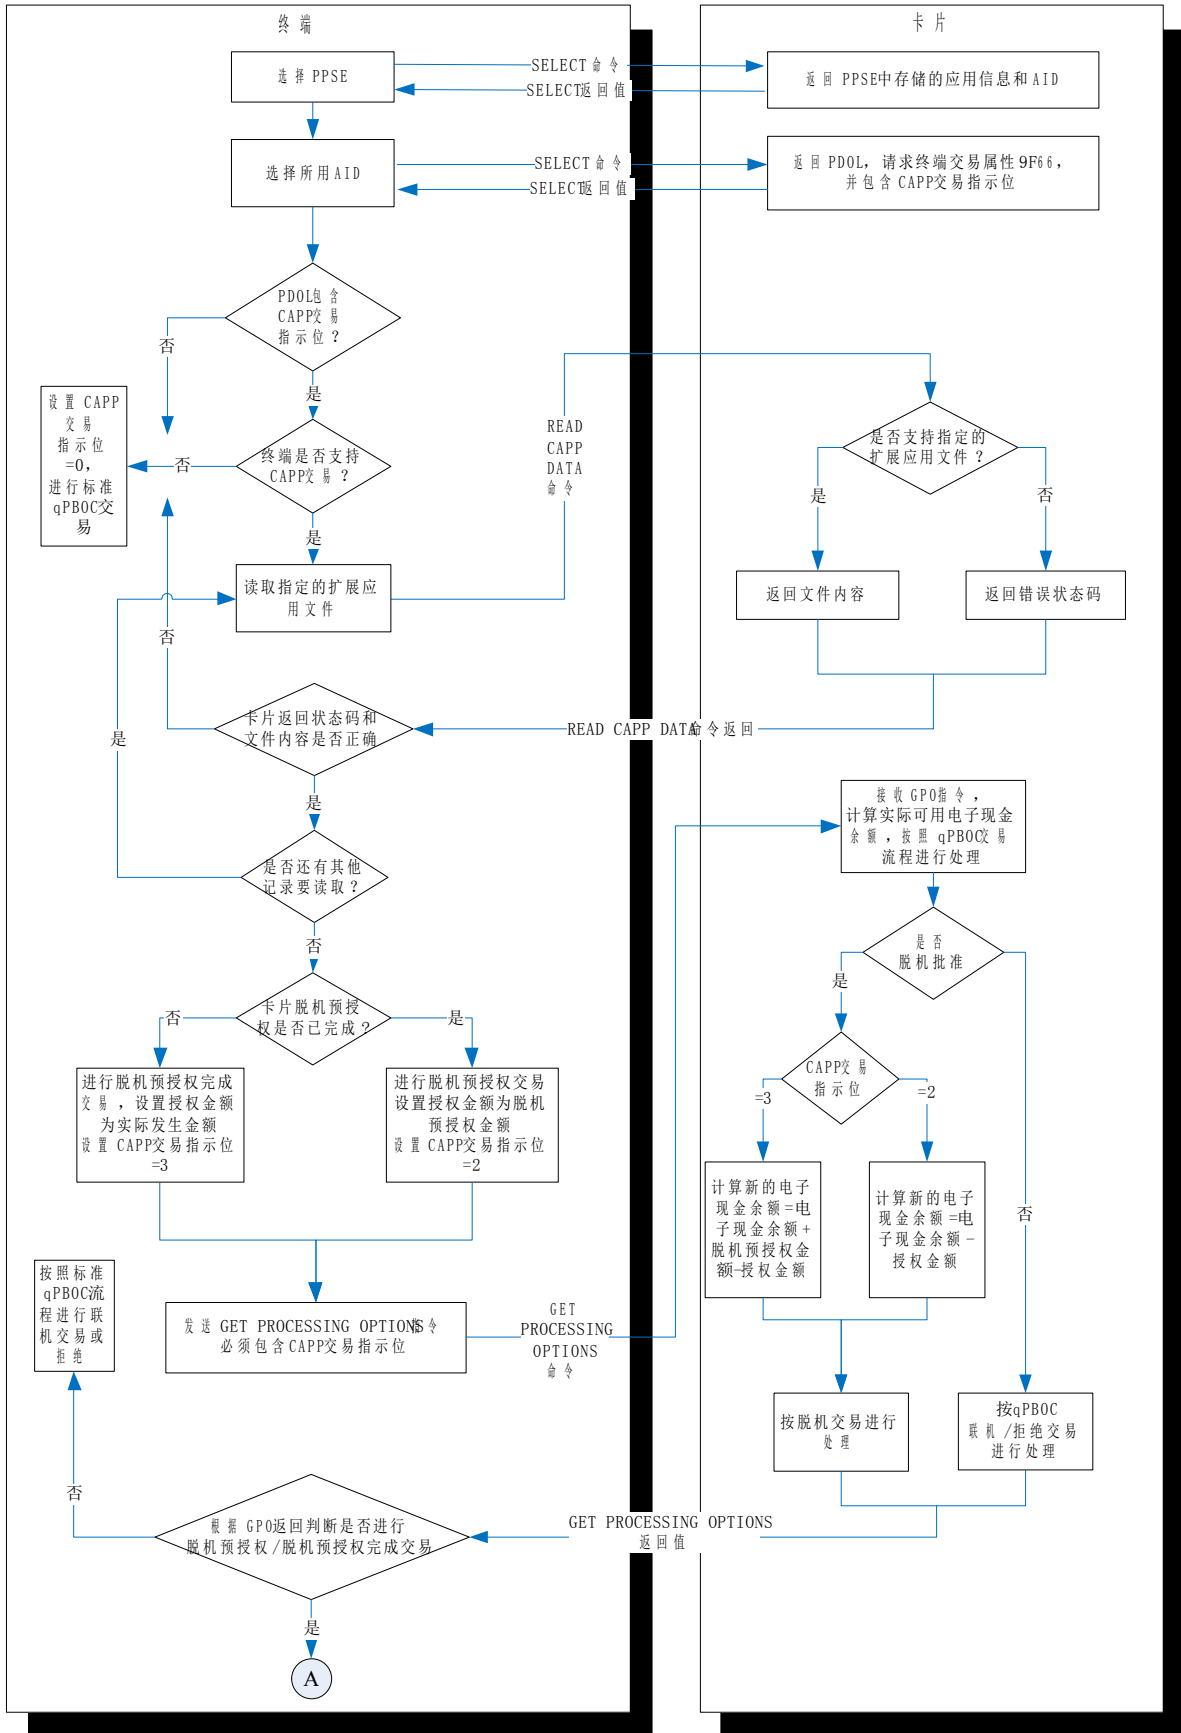 终端
卡片
选择PPSE
SELECT命令
SELECT返回值
返回PPSE中存储的应用信息和AID
选择所用AID
SELECT命令
SELECT返回值
返回PDOL，请求终端交易属性9F66，
并包含CAPP交易指示位
PDOL包含
CAPP交易
指示位？
否
是
设置CAPP
交易
指示位
=0，
进行标准
qPBOC交
易
终端是否支持
CAPP交易？
否
是
READ
CAPP
DATA
命令
是否支持指定的
扩展应用文件？
是
否
读取指定的扩展应
用文件
返回文件内容
返回错误状态码
否
卡片返回状态码和
文件内容是否正确
READ CAPP DATA命令返回
是
是
是否还有其他
记录要读取？
否
接收GPO指令，
计算实际可用电子现金
余额，按照qPBOC交易
流程进行处理
是否
脱机批准
是
否
卡片脱机预授
权是否已完成？
否
是
CAPP交易
指示位
=3
=2
进行脱机预授权完成
交易，设置授权金额
为实际发生金额
设置CAPP交易指示位
=3
进行脱机预授权交易
设置授权金额为脱机
预授权金额
设置CAPP交易指示位
=2
计算新的电子
现金余额=电
子现金余额+
脱机预授权金
额-授权金额
计算新的电子
现金余额=电
子现金余额-
授权金额
按照标准
qPBOC流
程进行联
机交易或
拒绝
发送GET PROCESSING OPTIONS指令
必须包含CAPP交易指示位
GET
PROCESSING
OPTIONS
命令
按脱机交易进行
处理
按qPBOC
联机/拒绝交易
进行处理
否
根据GPO返回判断是否进行
脱机预授权/脱机预授权完成交易
GET PROCESSING OPTIONS
返回值
是
A